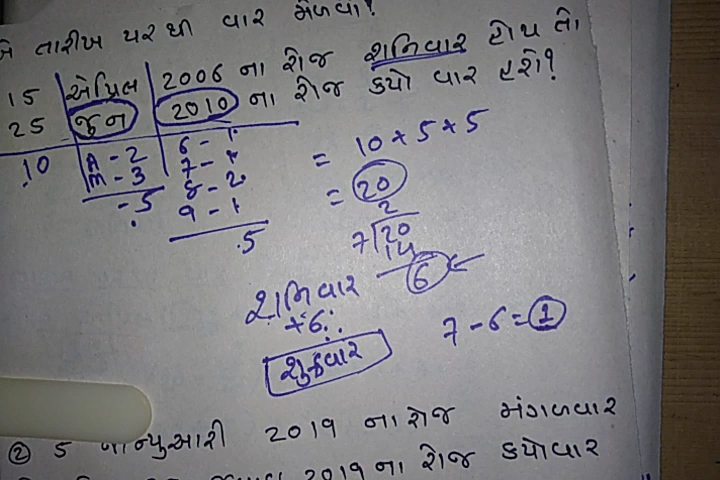 તારીખ પરથી વાર મેળવવા!
15 એપ્રિલ 2006 ના રોજ શનિવાર હોય તો
25 જૂન 2010 ના રોજ કયો વાર હશે?
10 A - 2 6 - 1 = 10 + 5 + 5
M - 3 7 - 1 = 20
- 5 8 - 2
9 - 1
5
2
7 20
14
6
શનિવાર
+6
7 - 6 = 1
શુક્રવાર
② 5 જાન્યુઆરી 2019 ના રોજ મંગળવાર
2019 ના રોજ કયોવાર